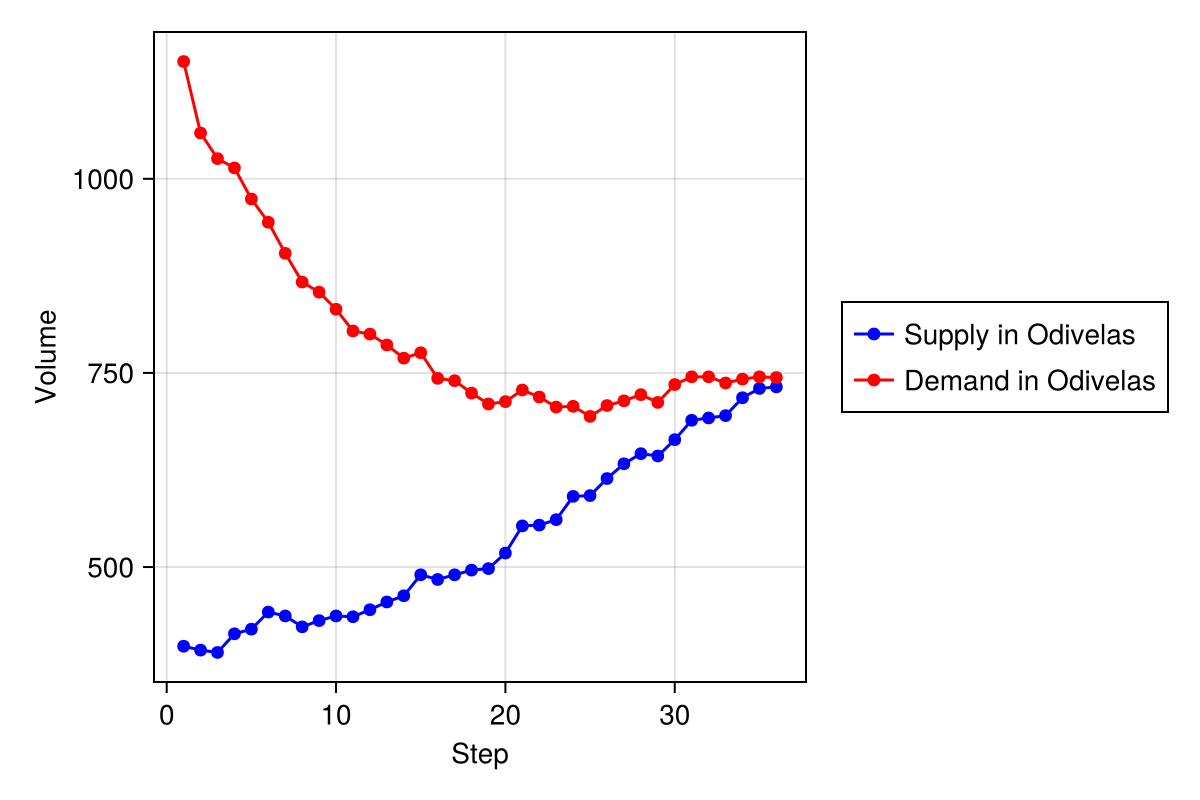 1000
750
500
Volume
0 10 20 30
Step
Supply in Odivelas
Demand in Odivelas